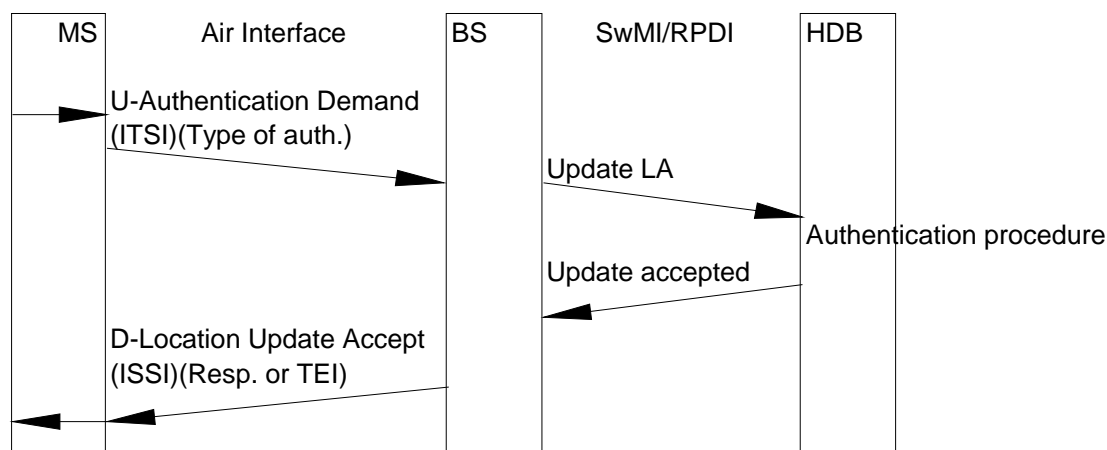 MS Air Interface BS SwMI/RPDI HDB
U-Authentication Demand
(ITSI)(Type of auth.)
Update LA
Authentication procedure
Update accepted
D-Location Update Accept
(ISSI)(Resp. or TEI)